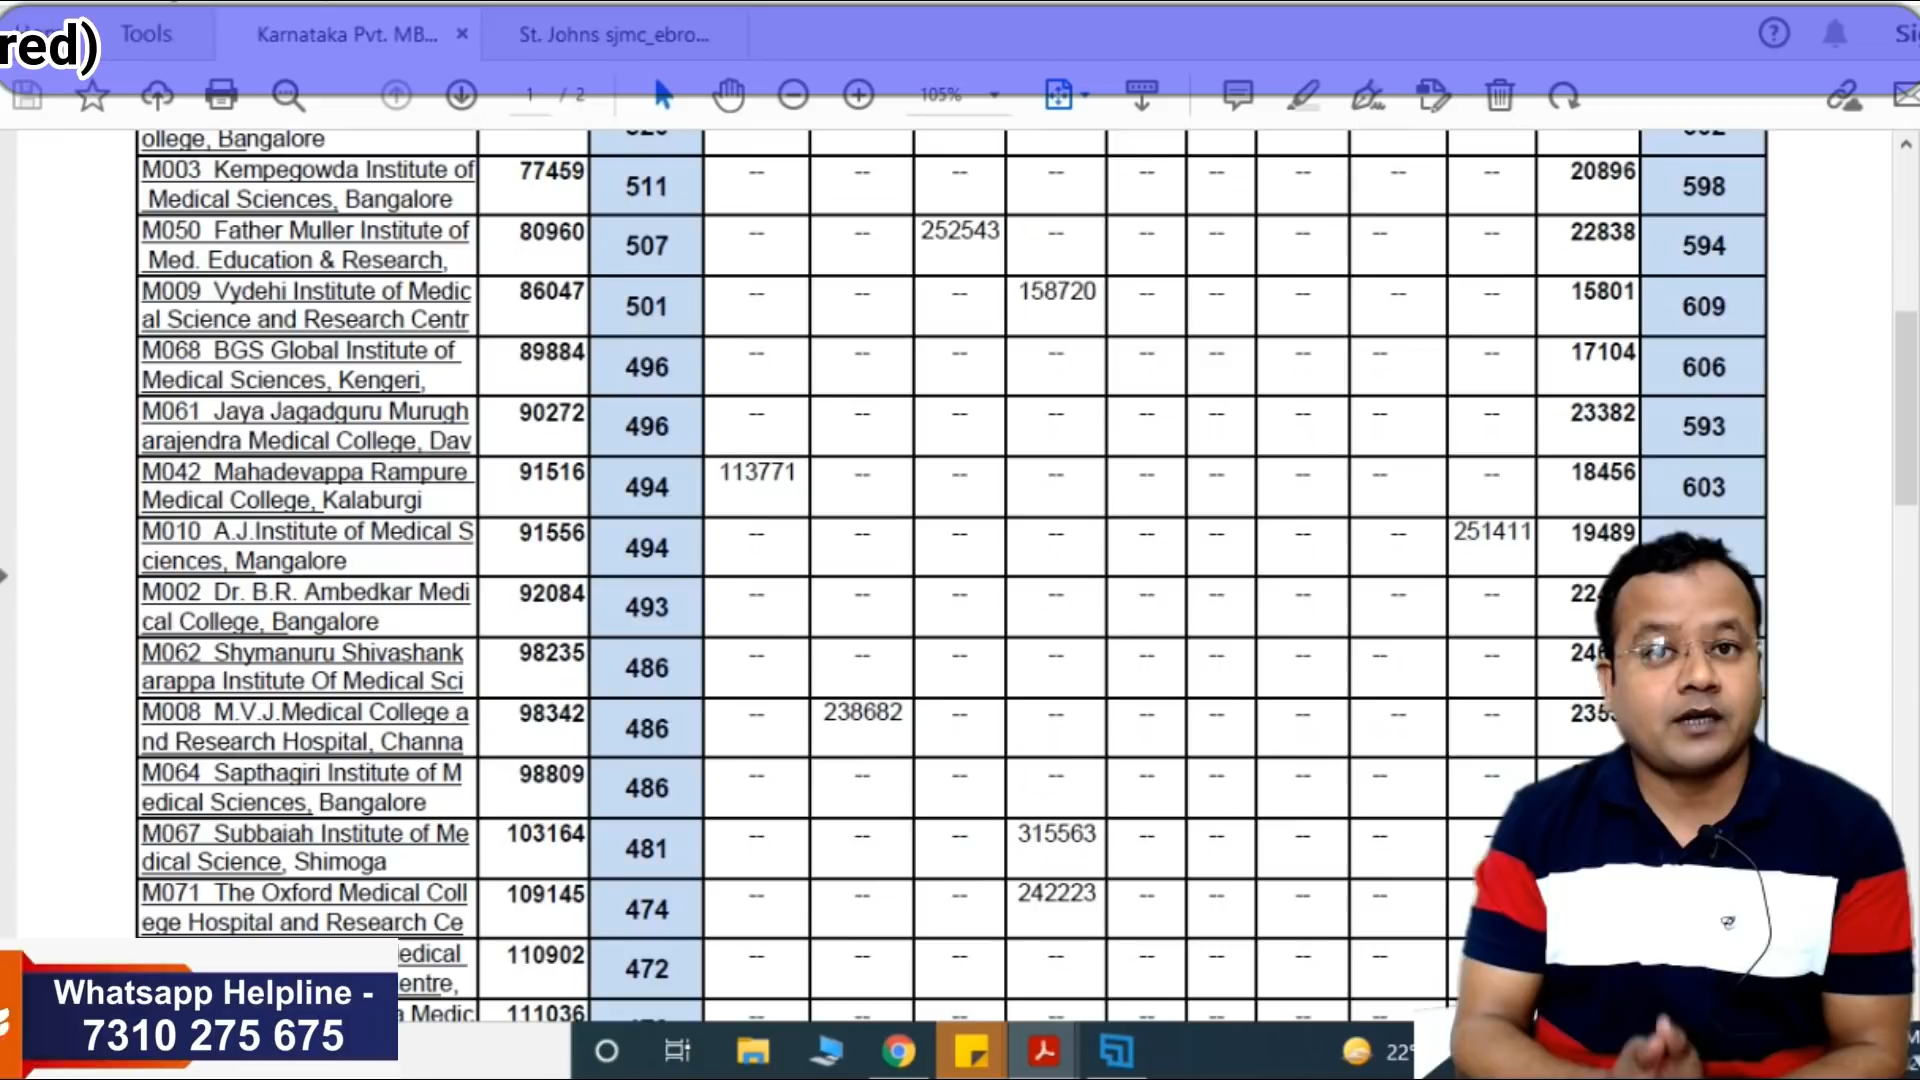 red)
Tools
Karnataka Pvt. MB... ×
St. Johns sjmc_ebro...
1 / 2
105%
ollege, Bangalore
M003 Kempegowda Institute of 77459 511 -- -- -- -- -- -- -- -- 20896 598
Medical Sciences, Bangalore
M050 Father Muller Institute of 80960 507 -- -- 252543 -- -- -- -- -- 22838 594
Med. Education & Research,
M009 Vydehi Institute of Medic 86047 501 -- -- -- 158720 -- -- -- -- 15801 609
al Science and Research Centr
M068 BGS Global Institute of 89884 496 -- -- -- -- -- -- -- -- 17104 606
Medical Sciences, Kengeri,
M061 Jaya Jagadguru Murugh 90272 496 -- -- -- -- -- -- -- -- 23382 593
arajendra Medical College, Dav
M042 Mahadevappa Rampure 91516 494 113771 -- -- -- -- -- -- -- 18456 603
Medical College, Kalaburgi
M010 A.J.Institute of Medical S 91556 494 -- -- -- -- -- -- -- 251411 19489
ciences, Mangalore
M002 Dr. B.R. Ambedkar Medi 92084 493 -- -- -- -- -- -- -- -- 22
cal College, Bangalore
M062 Shymanuru Shivashank 98235 486 -- -- -- -- -- -- -- --
arappa Institute Of Medical Sci
M008 M.V.J.Medical College a 98342 486 -- 238682 -- -- -- -- -- -- 235
nd Research Hospital, Channa
M064 Sapthagiri Institute of M 98809 486 -- -- -- -- -- -- -- --
edical Sciences, Bangalore
M067 Subbaiah Institute of Me 103164 481 -- -- -- 315563 -- -- -- --
dical Science, Shimoga
M071 The Oxford Medical Coll 109145 474 -- -- -- 242223 -- -- --
ege Hospital and Research Ce
edical 110902 472 -- -- -- -- -- -- --
entre,
Medic 111036
Whatsapp Helpline -
7310 275 675
22°